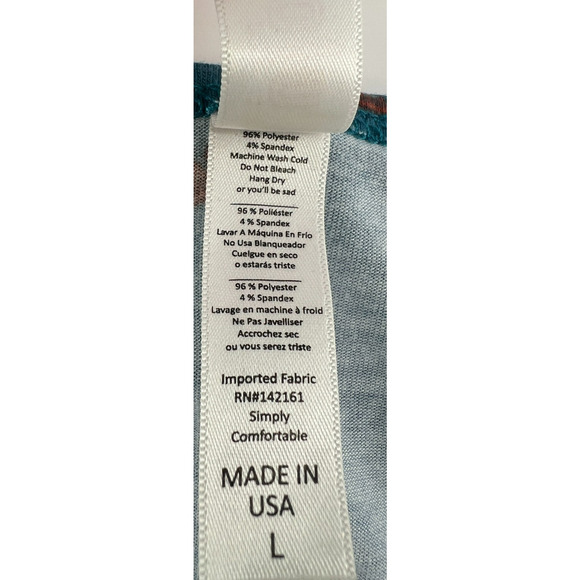 96% Polyester
4% Spandex
Machine Wash Cold
Do Not Bleach
Hang Dry
or you'll be sad
96 % Poliéster
4 % Spandex
Lavar A Máquina En Frío
No Usa Blanqueador
Cuelgue en seco
o estarás triste
96 % Polyester
4 % Spandex
Lavage en machine à froid
Ne Pas Javelliser
Accrochez sec
ou vous serez triste
Imported Fabric
RN#142161
Simply
Comfortable
MADE IN
USA
L